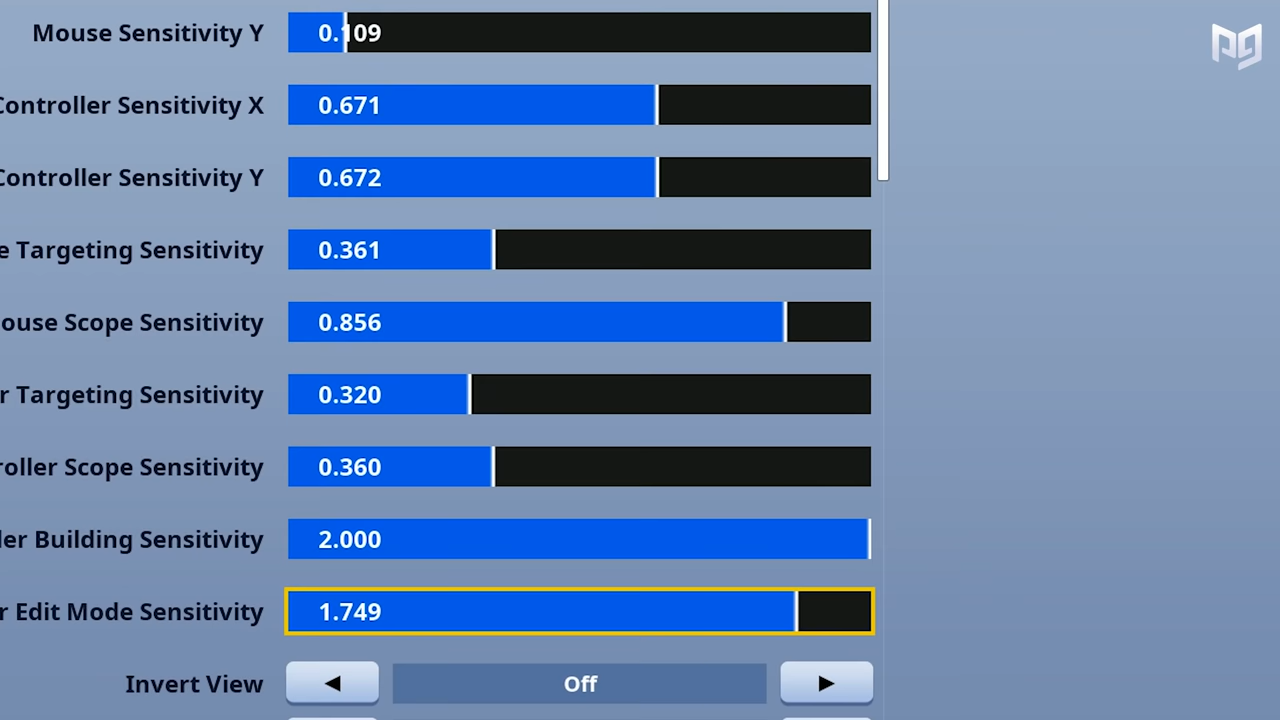 Mouse Sensitivity Y 0.109
Controller Sensitivity X 0.671
Controller Sensitivity Y 0.672
e Targeting Sensitivity 0.361
ouse Scope Sensitivity 0.856
r Targeting Sensitivity 0.320
roller Scope Sensitivity 0.360
ler Building Sensitivity 2.000
r Edit Mode Sensitivity 1.749
Invert View Off